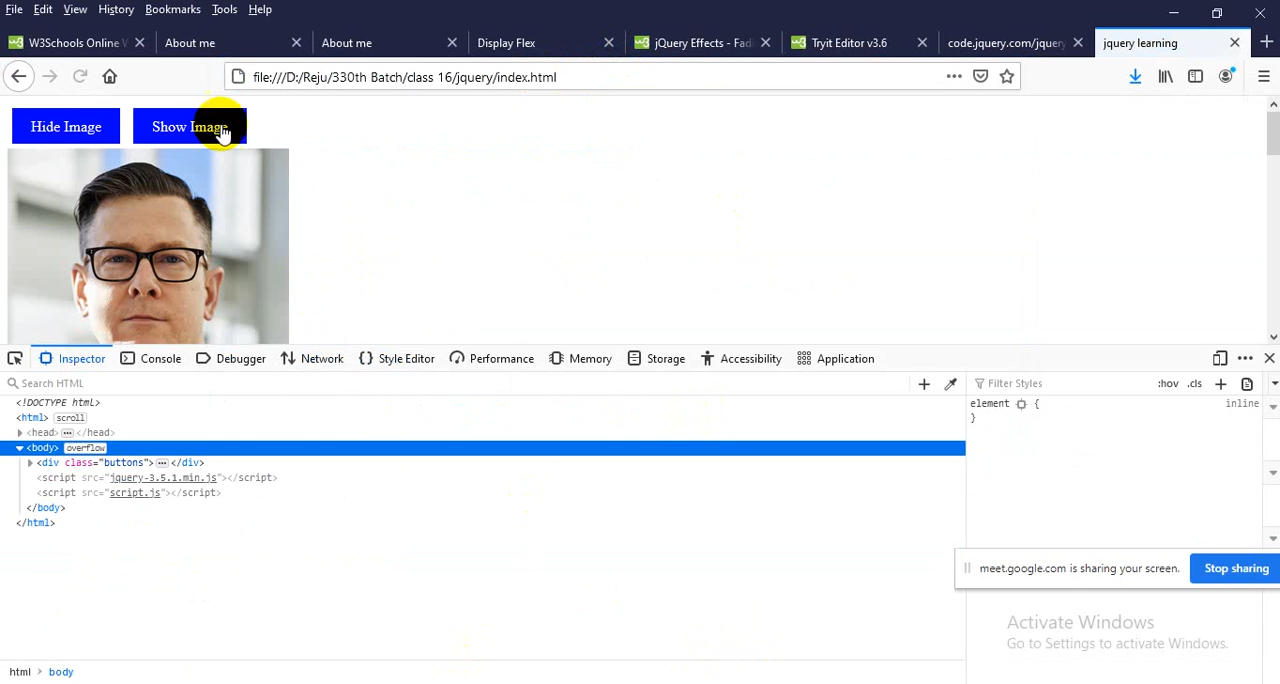 File Edit View History Bookmarks Tools Help
W3Schools Online W
About me
About me
Display Flex
jQuery Effects - Fadi
Tryit Editor v3.6
code.jquery.com/jquery
jquery learning
file:///D:/Reju/330th Batch/class 16/jquery/index.html
Hide Image
Show Image
Inspector Console Debugger Network Style Editor Performance Memory Storage Accessibility Application
Search HTML
Filter Styles
:hov .cls
<!DOCTYPE html>
<html> scroll
<head> </head>
<body> overflow
<div class="buttons"> </div>
<script src="jquery-3.5.1.min.js"></script>
<script src="script.js"></script>
</body>
</html>
element {
inline
}
meet.google.com is sharing your screen.
Stop sharing
Activate Windows
Go to Settings to activate Windows.
html > body